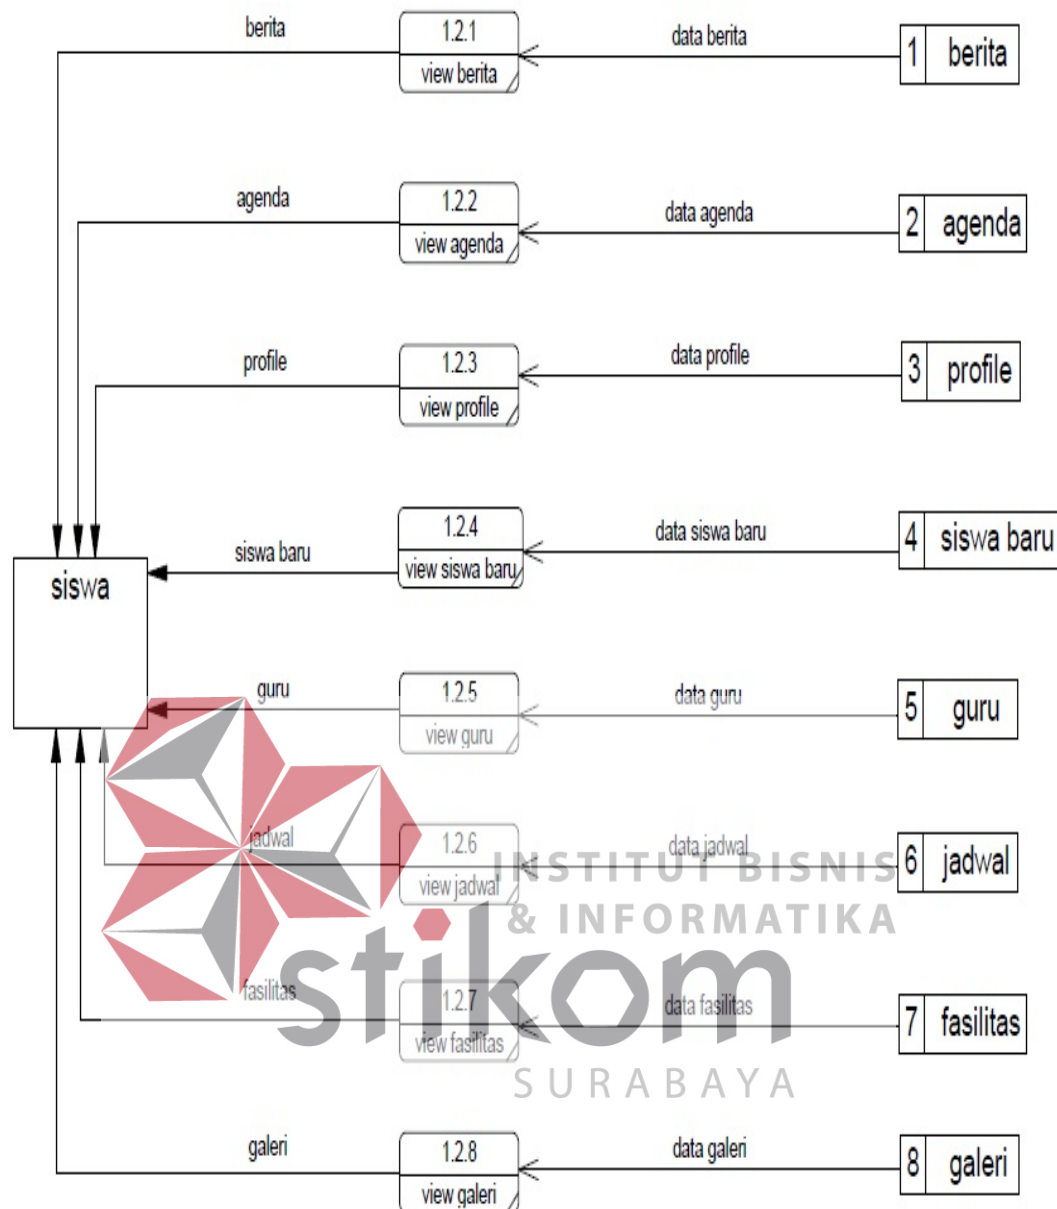 berita
1.2.1
view berita
data berita
1 berita
agenda
1.2.2
view agenda
data agenda
2 agenda
profile
1.2.3
view profile
data profile
3 profile
siswa baru
1.2.4
view siswa baru
data siswa baru
4 siswa baru
siswa
guru
1.2.5
view guru
data guru
5 guru
jadwal
1.2.6
view jadwal
data jadwal
6 jadwal
INSTITUT BISNIS
& INFORMATIKA
stikom
SURABAYA
fasilitas
1.2.7
view fasilitas
data fasilitas
7 fasilitas
galeri
1.2.8
view galeri
data galeri
8 galeri